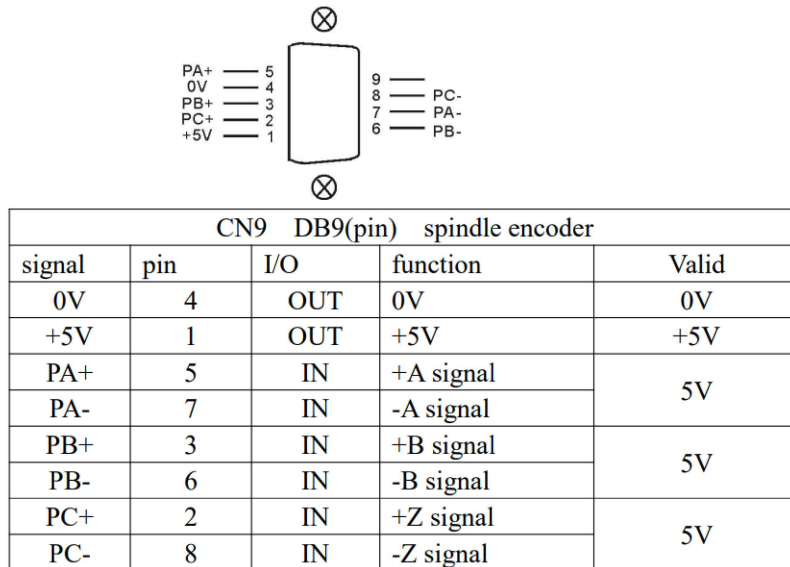 PA+ 5
0V 4
PB+ 3
PC+ 2
+5V 1
9
8 PC-
7 PA-
6 PB-
CN9 DB9(pin) spindle encoder
signal pin I/O function Valid
0V 4 OUT 0V 0V
+5V 1 OUT +5V +5V
PA+ 5 IN +A signal 5V
PA- 7 IN -A signal
PB+ 3 IN +B signal 5V
PB- 6 IN -B signal
PC+ 2 IN +Z signal 5V
PC- 8 IN -Z signal